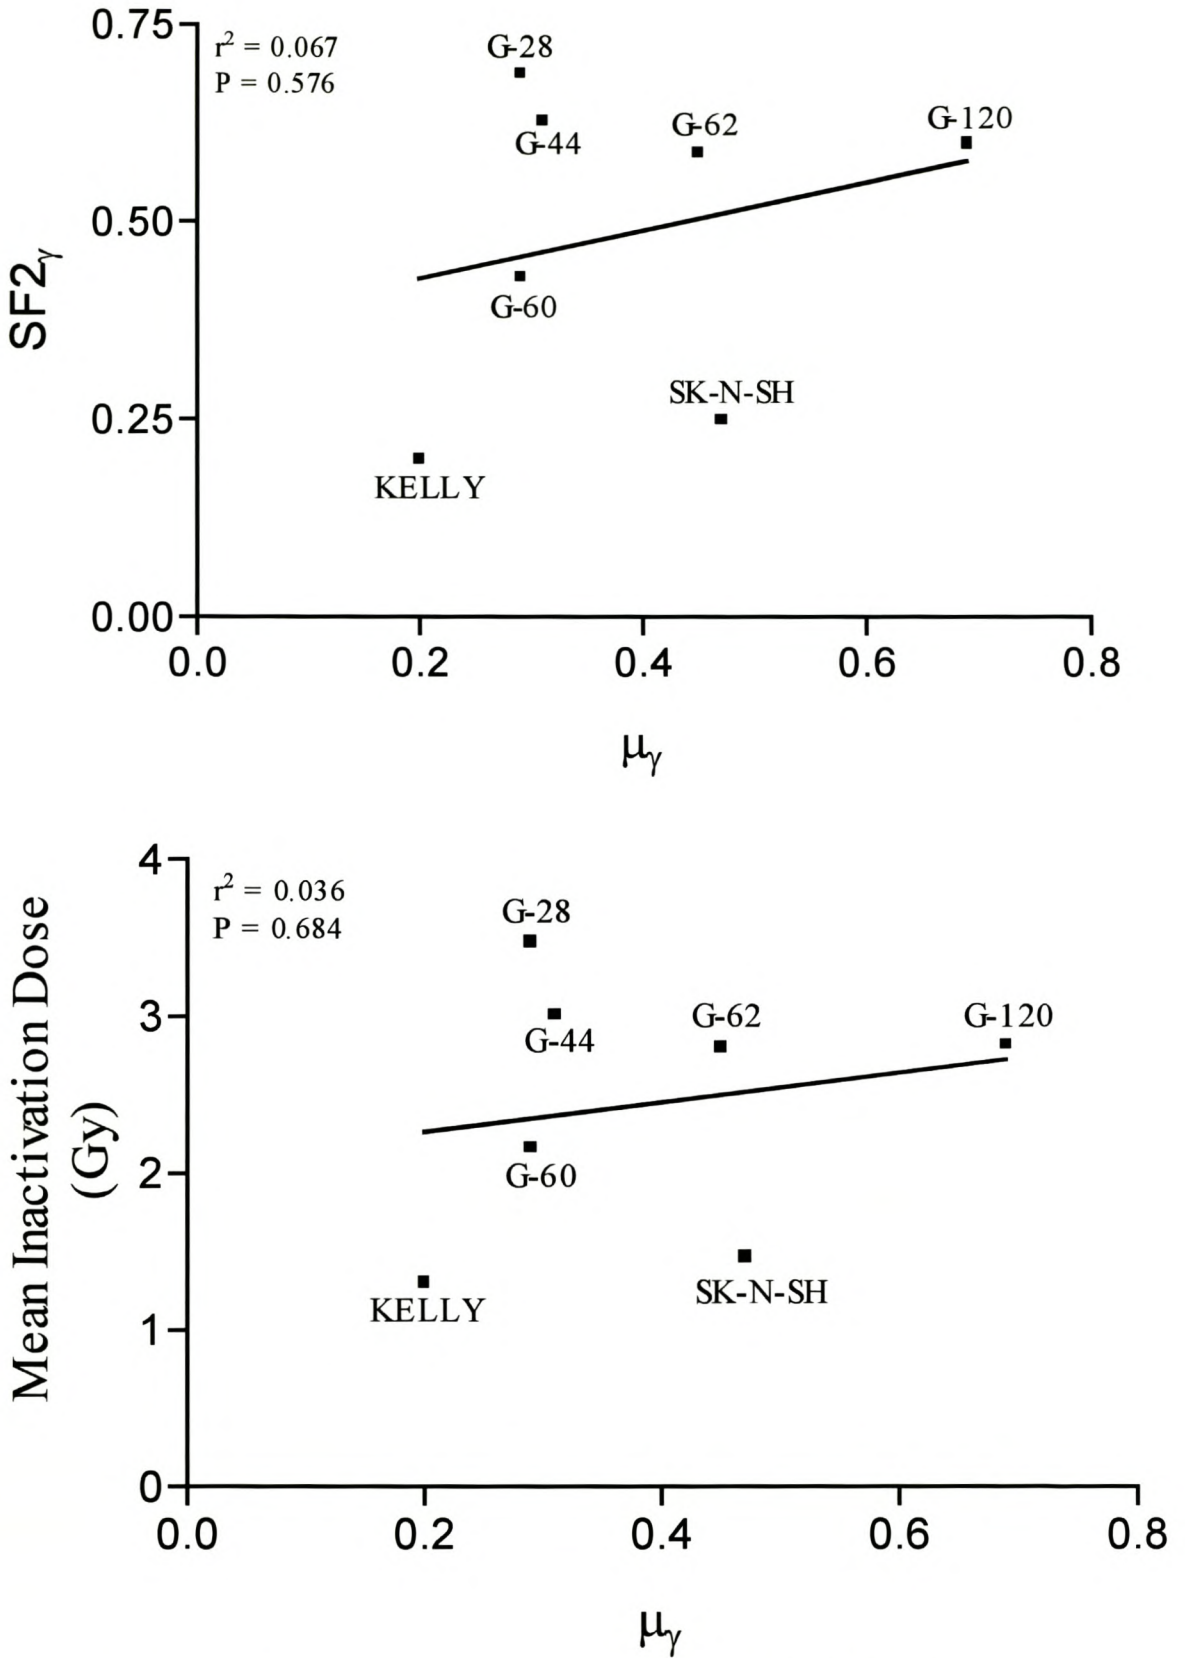 0.75
r² = 0.067
P = 0.576
G-28
G-44
G-62
G-120
0.50
SF2γ
G-60
SK-N-SH
0.25
KELLY
0.00
0.0 0.2 0.4 0.6 0.8
μγ
4
r² = 0.036
P = 0.684
G-28
3
G-44
G-62
G-120
Mean Inactivation Dose
(Gy)
2
G-60
SK-N-SH
KELLY
1
0
0.0 0.2 0.4 0.6 0.8
μγ